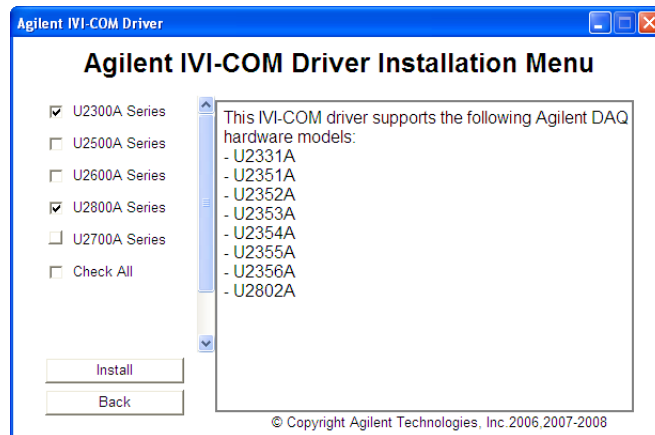 Agilent IVI-COM Driver
Agilent IVI-COM Driver Installation Menu
U2300A Series
U2500A Series
U2600A Series
U2800A Series
U2700A Series
Check All
Install
Back
This IVI-COM driver supports the following Agilent DAQ
hardware models:
- U2331A
- U2351A
- U2352A
- U2353A
- U2354A
- U2355A
- U2356A
- U2802A
© Copyright Agilent Technologies, Inc.2006,2007-2008